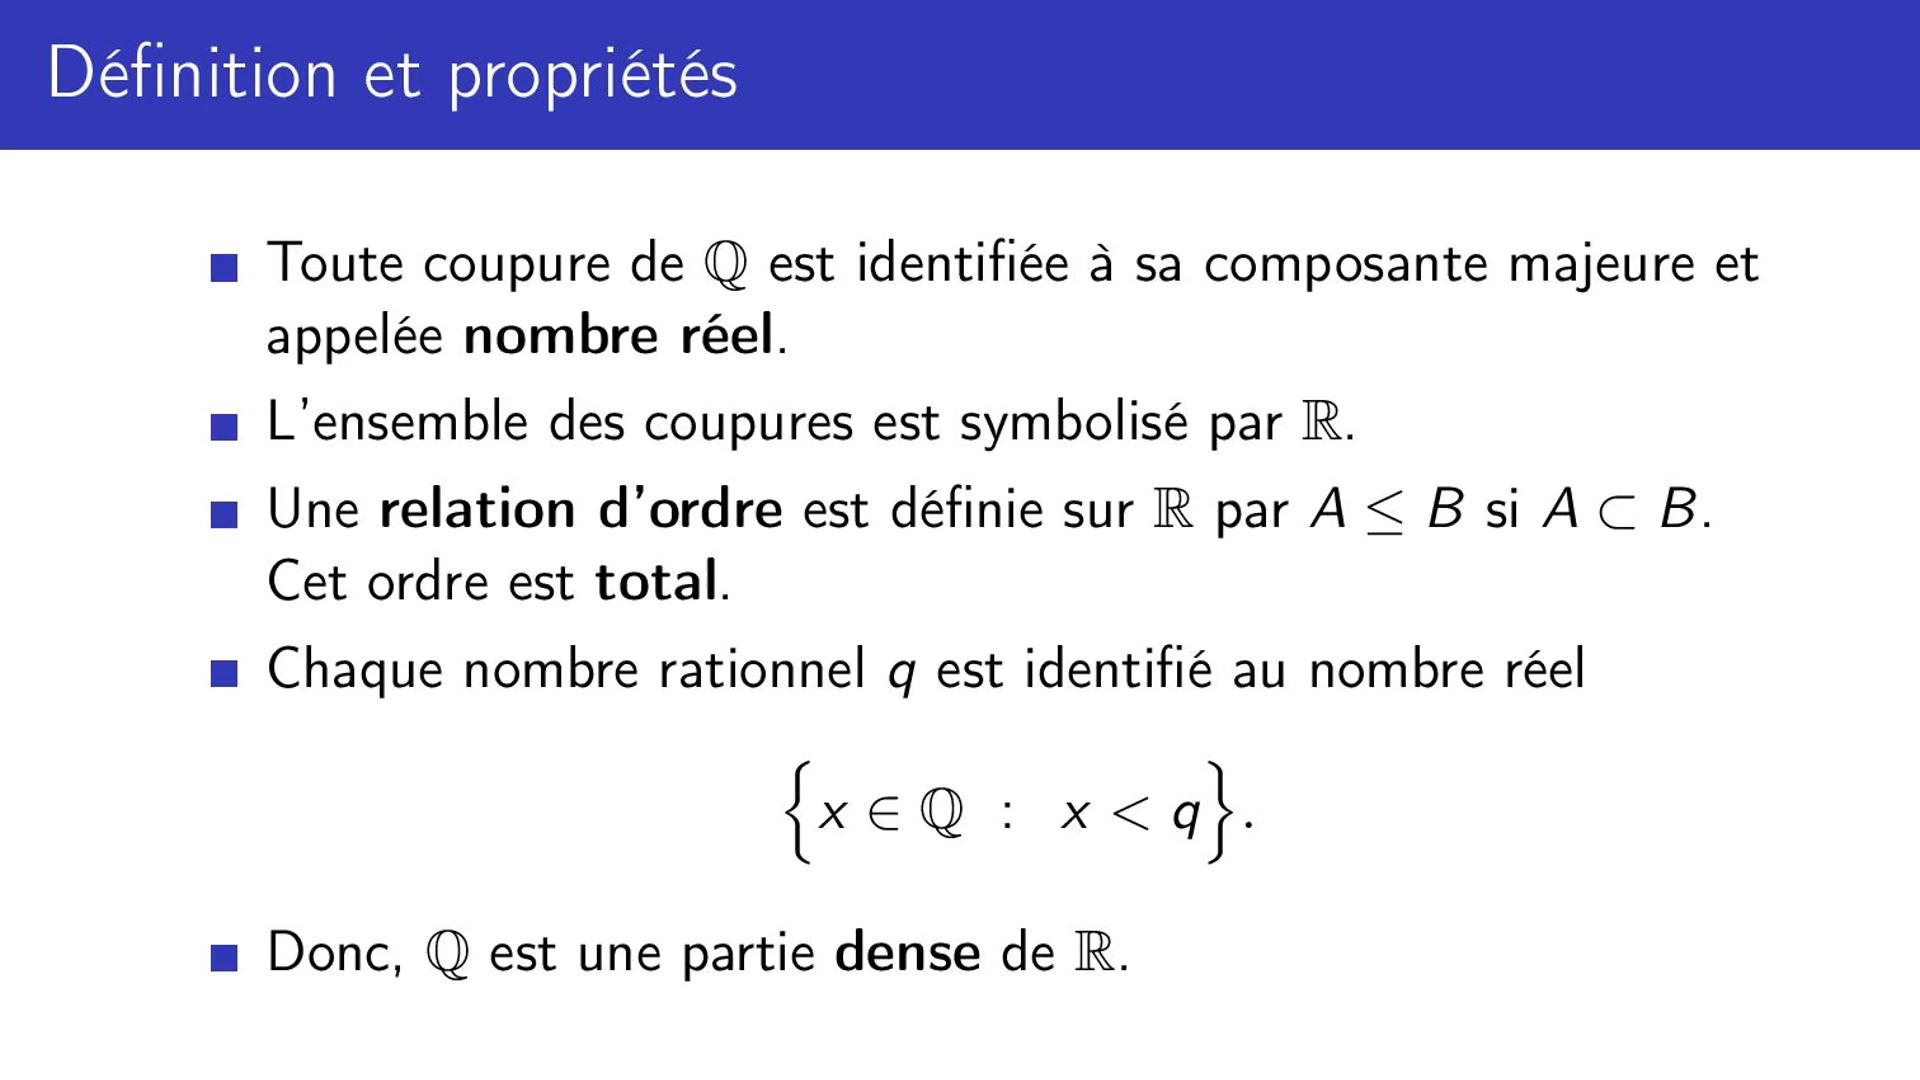 Définition et propriétés
Toute coupure de ℚ est identifiée à sa composante majeure et
appelée nombre réel.
L'ensemble des coupures est symbolisé par ℝ.
Une relation d'ordre est définie sur ℝ par A ≤ B si A ⊂ B.
Cet ordre est total.
Chaque nombre rationnel q est identifié au nombre réel
{x ∈ ℚ : x < q}.
Donc, ℚ est une partie dense de ℝ.